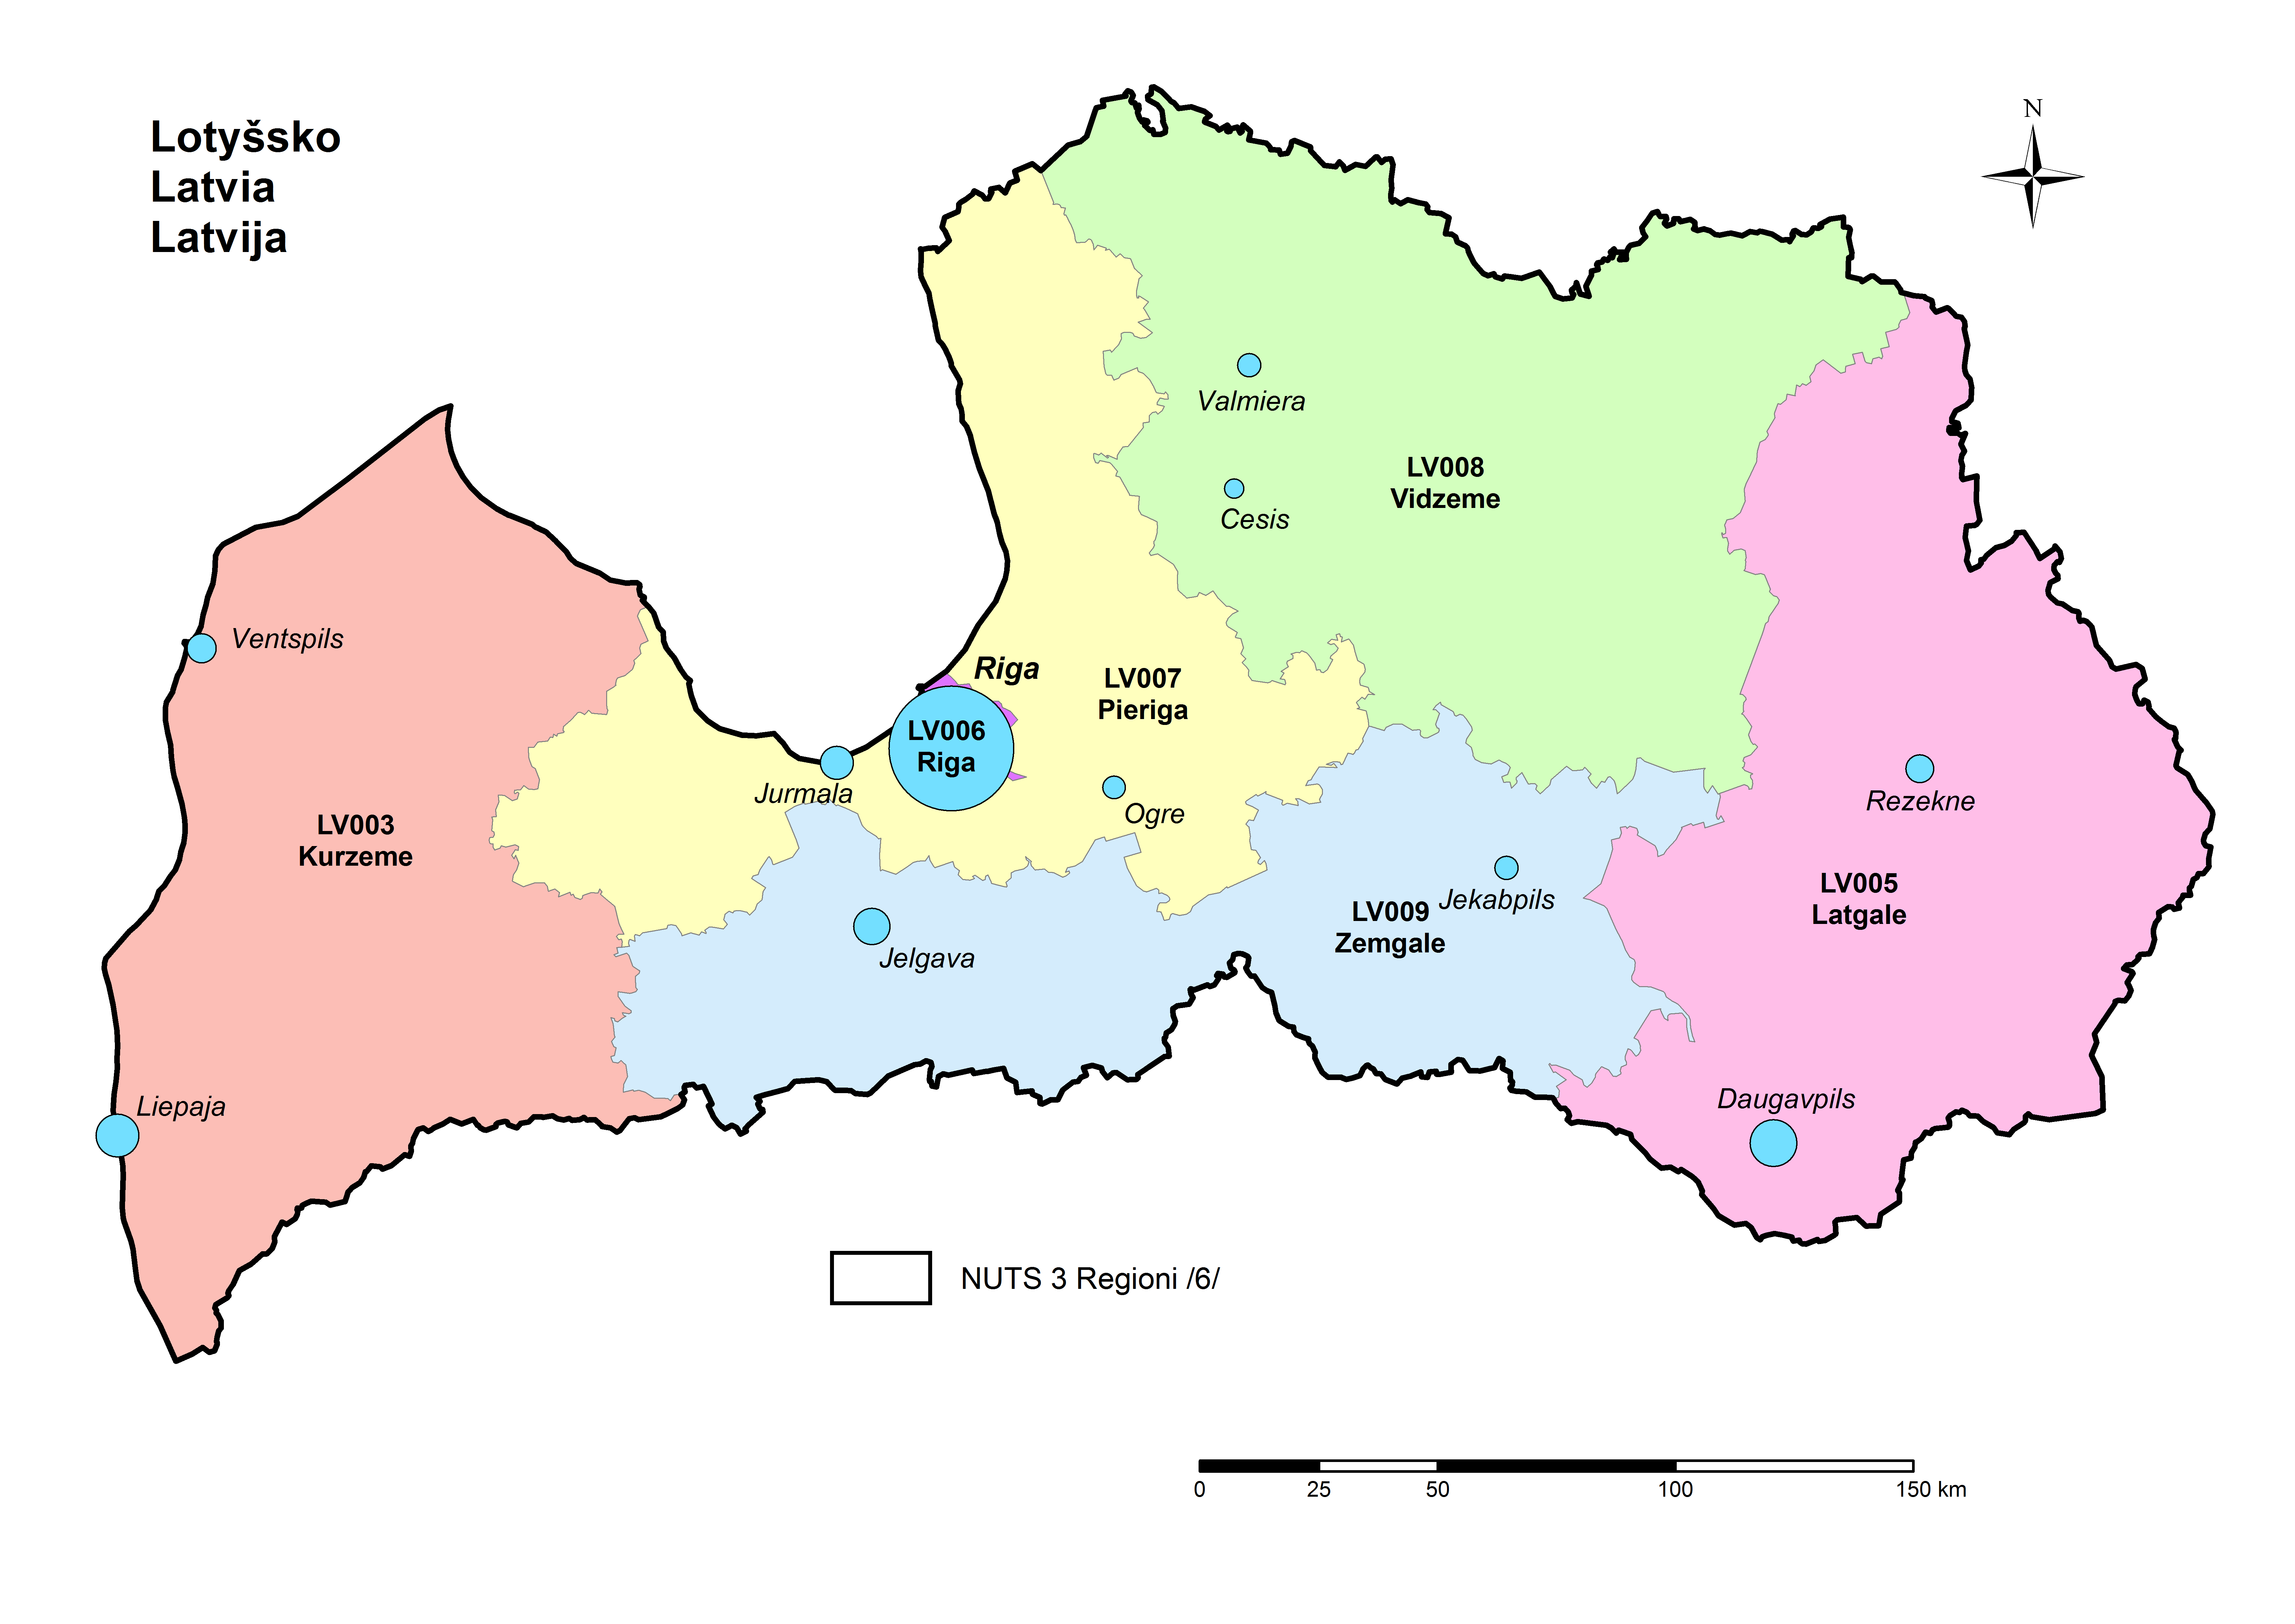 Lotyšsko
Latvia
Latvija
N
Valmiera
Cesis
LV008
Vidzeme
Ventspils
Riga
LV007
Pieriga
LV006
Riga
Jurmala
Ogre
Rezekne
LV003
Kurzeme
LV005
Latgale
Jekabpils
LV009
Zemgale
Jelgava
Liepaja
Daugavpils
NUTS 3 Regioni /6/
0 25 50 100 150 km